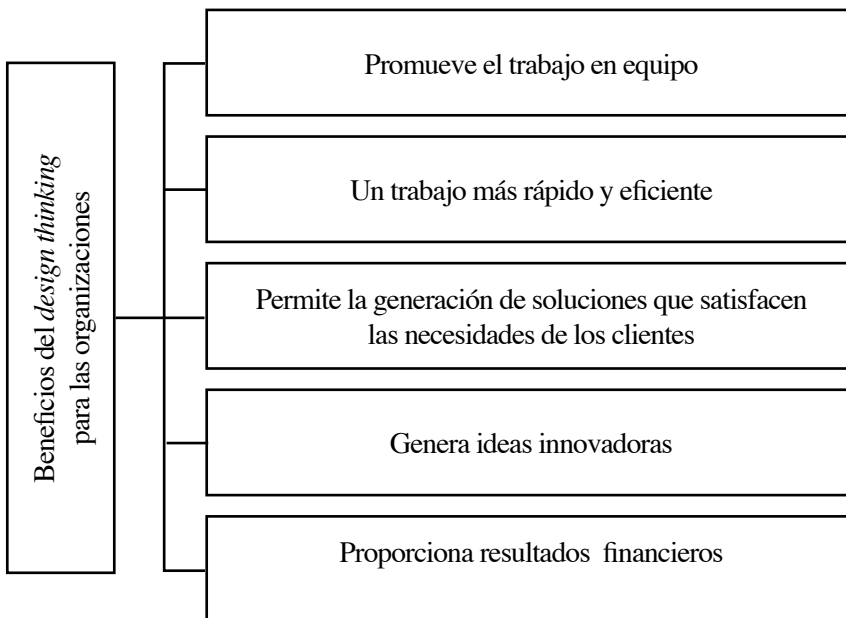 Beneficios del design thinking
para las organizaciones
Promueve el trabajo en equipo
Un trabajo más rápido y eficiente
Permite la generación de soluciones que satisfacen
las necesidades de los clientes
Genera ideas innovadoras
Proporciona resultados financieros